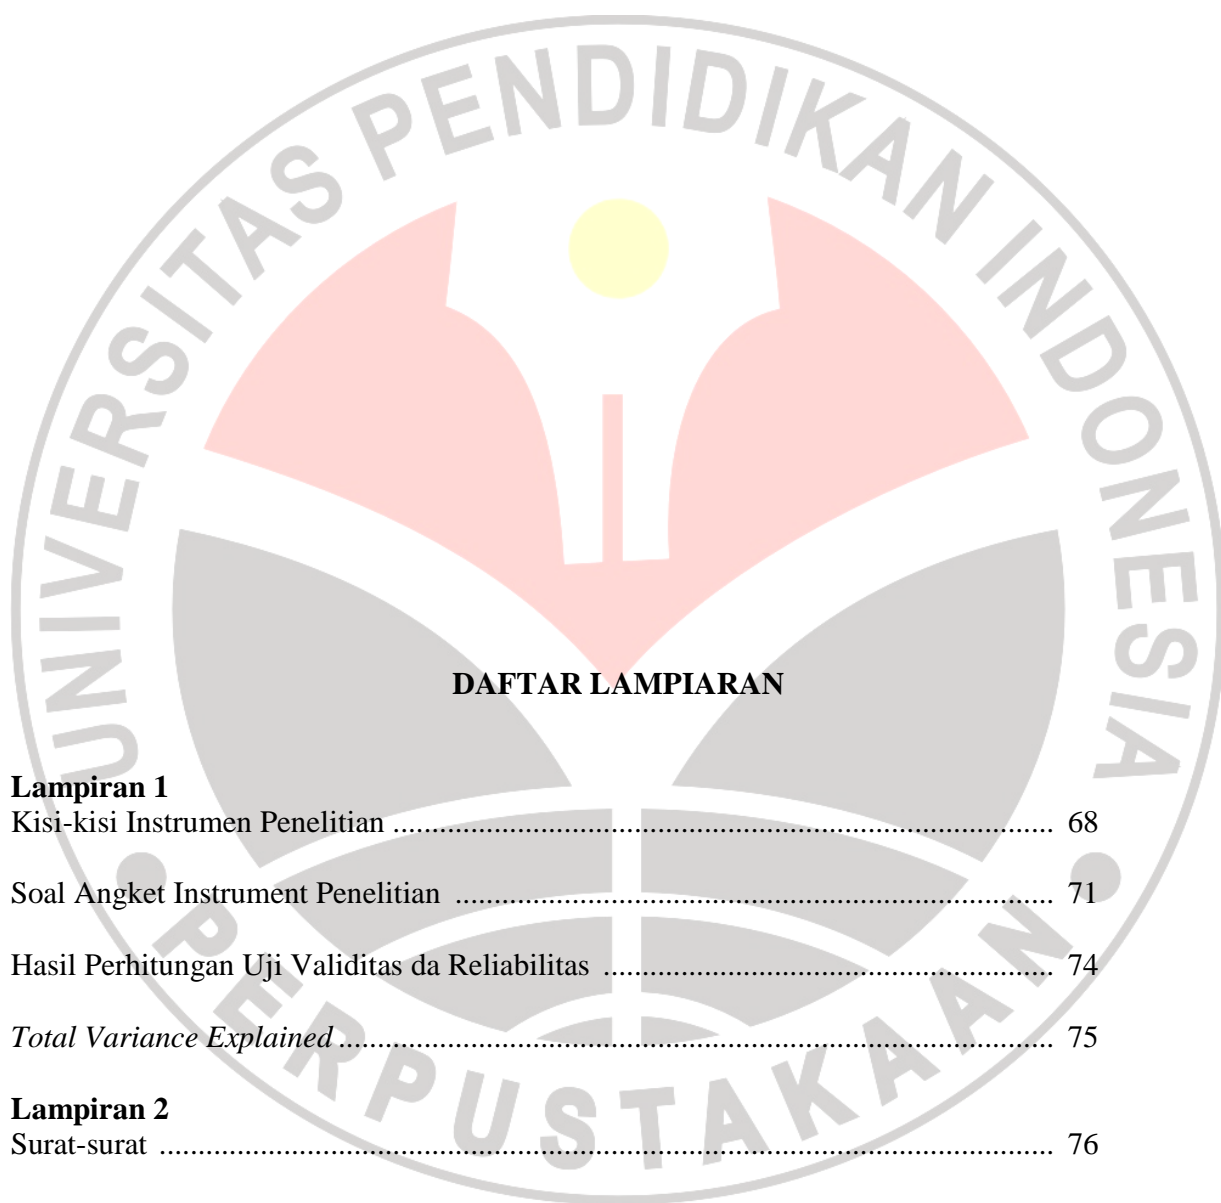 UNIVERSITAS PENDIDIKAN INDONESIA
PERPUSTAKAAN
DAFTAR LAMPIARAN
Lampiran 1
Kisi-kisi Instrumen Penelitian .................................................................................... 68
Soal Angket Instrument Penelitian ............................................................................ 71
Hasil Perhitungan Uji Validitas da Reliabilitas ......................................................... 74
Total Variance Explained ........................................................................................... 75
Lampiran 2
Surat-surat .................................................................................................................. 76